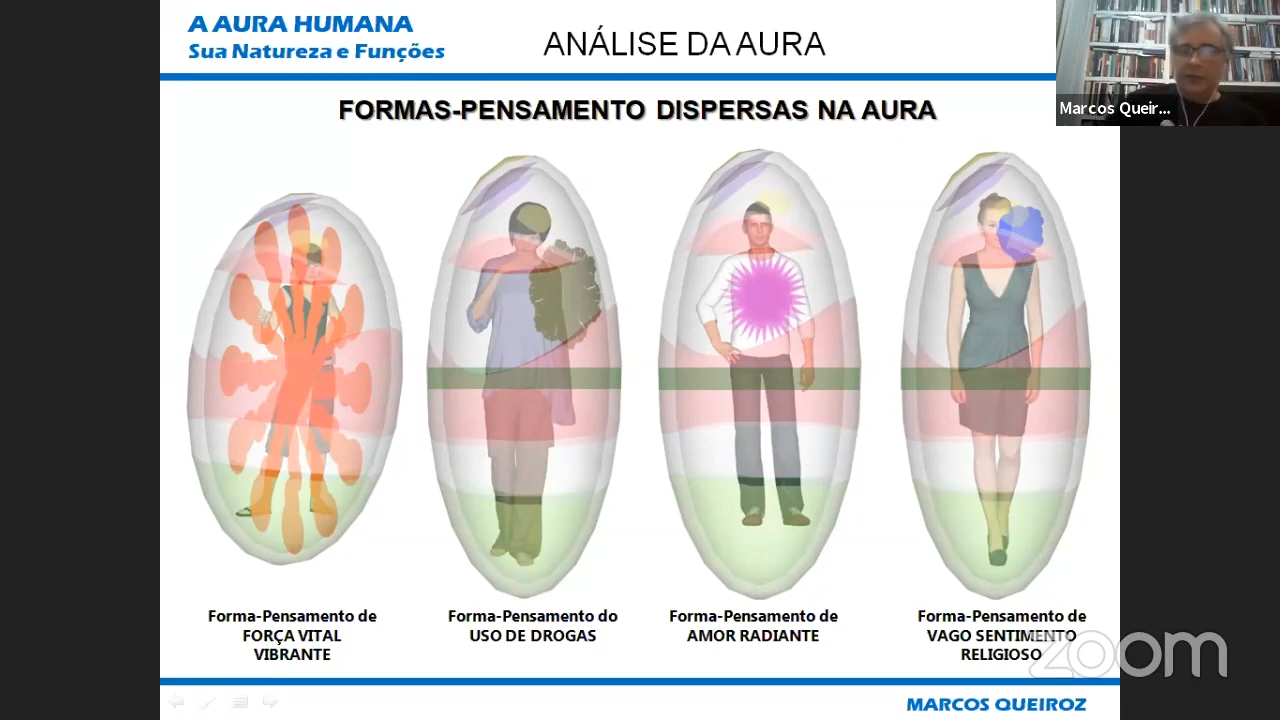 A AURA HUMANA
Sua Natureza e Funções
ANÁLISE DA AURA
Marcos Queir...
FORMAS-PENSAMENTO DISPERSAS NA AURA
Forma-Pensamento de
FORÇA VITAL
VIBRANTE
Forma-Pensamento do
USO DE DROGAS
Forma-Pensamento de
AMOR RADIANTE
Forma-Pensamento de
VAGO SENTIMENTO
RELIGIOSO
zoom
MARCOS QUEIROZ